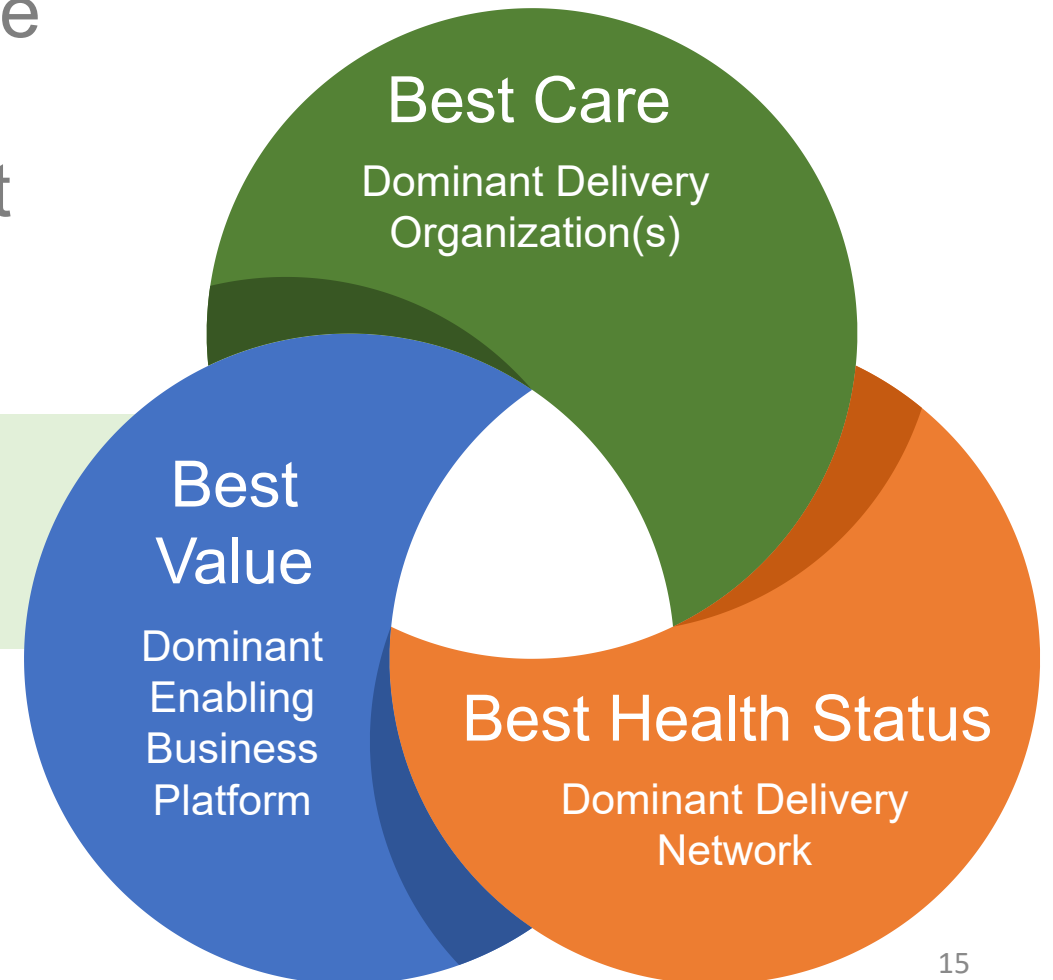 e
t
Best Care
Dominant Delivery
Organization(s)
Best
Value
Dominant
Enabling
Business
Platform
Best Health Status
Dominant Delivery
Network
15